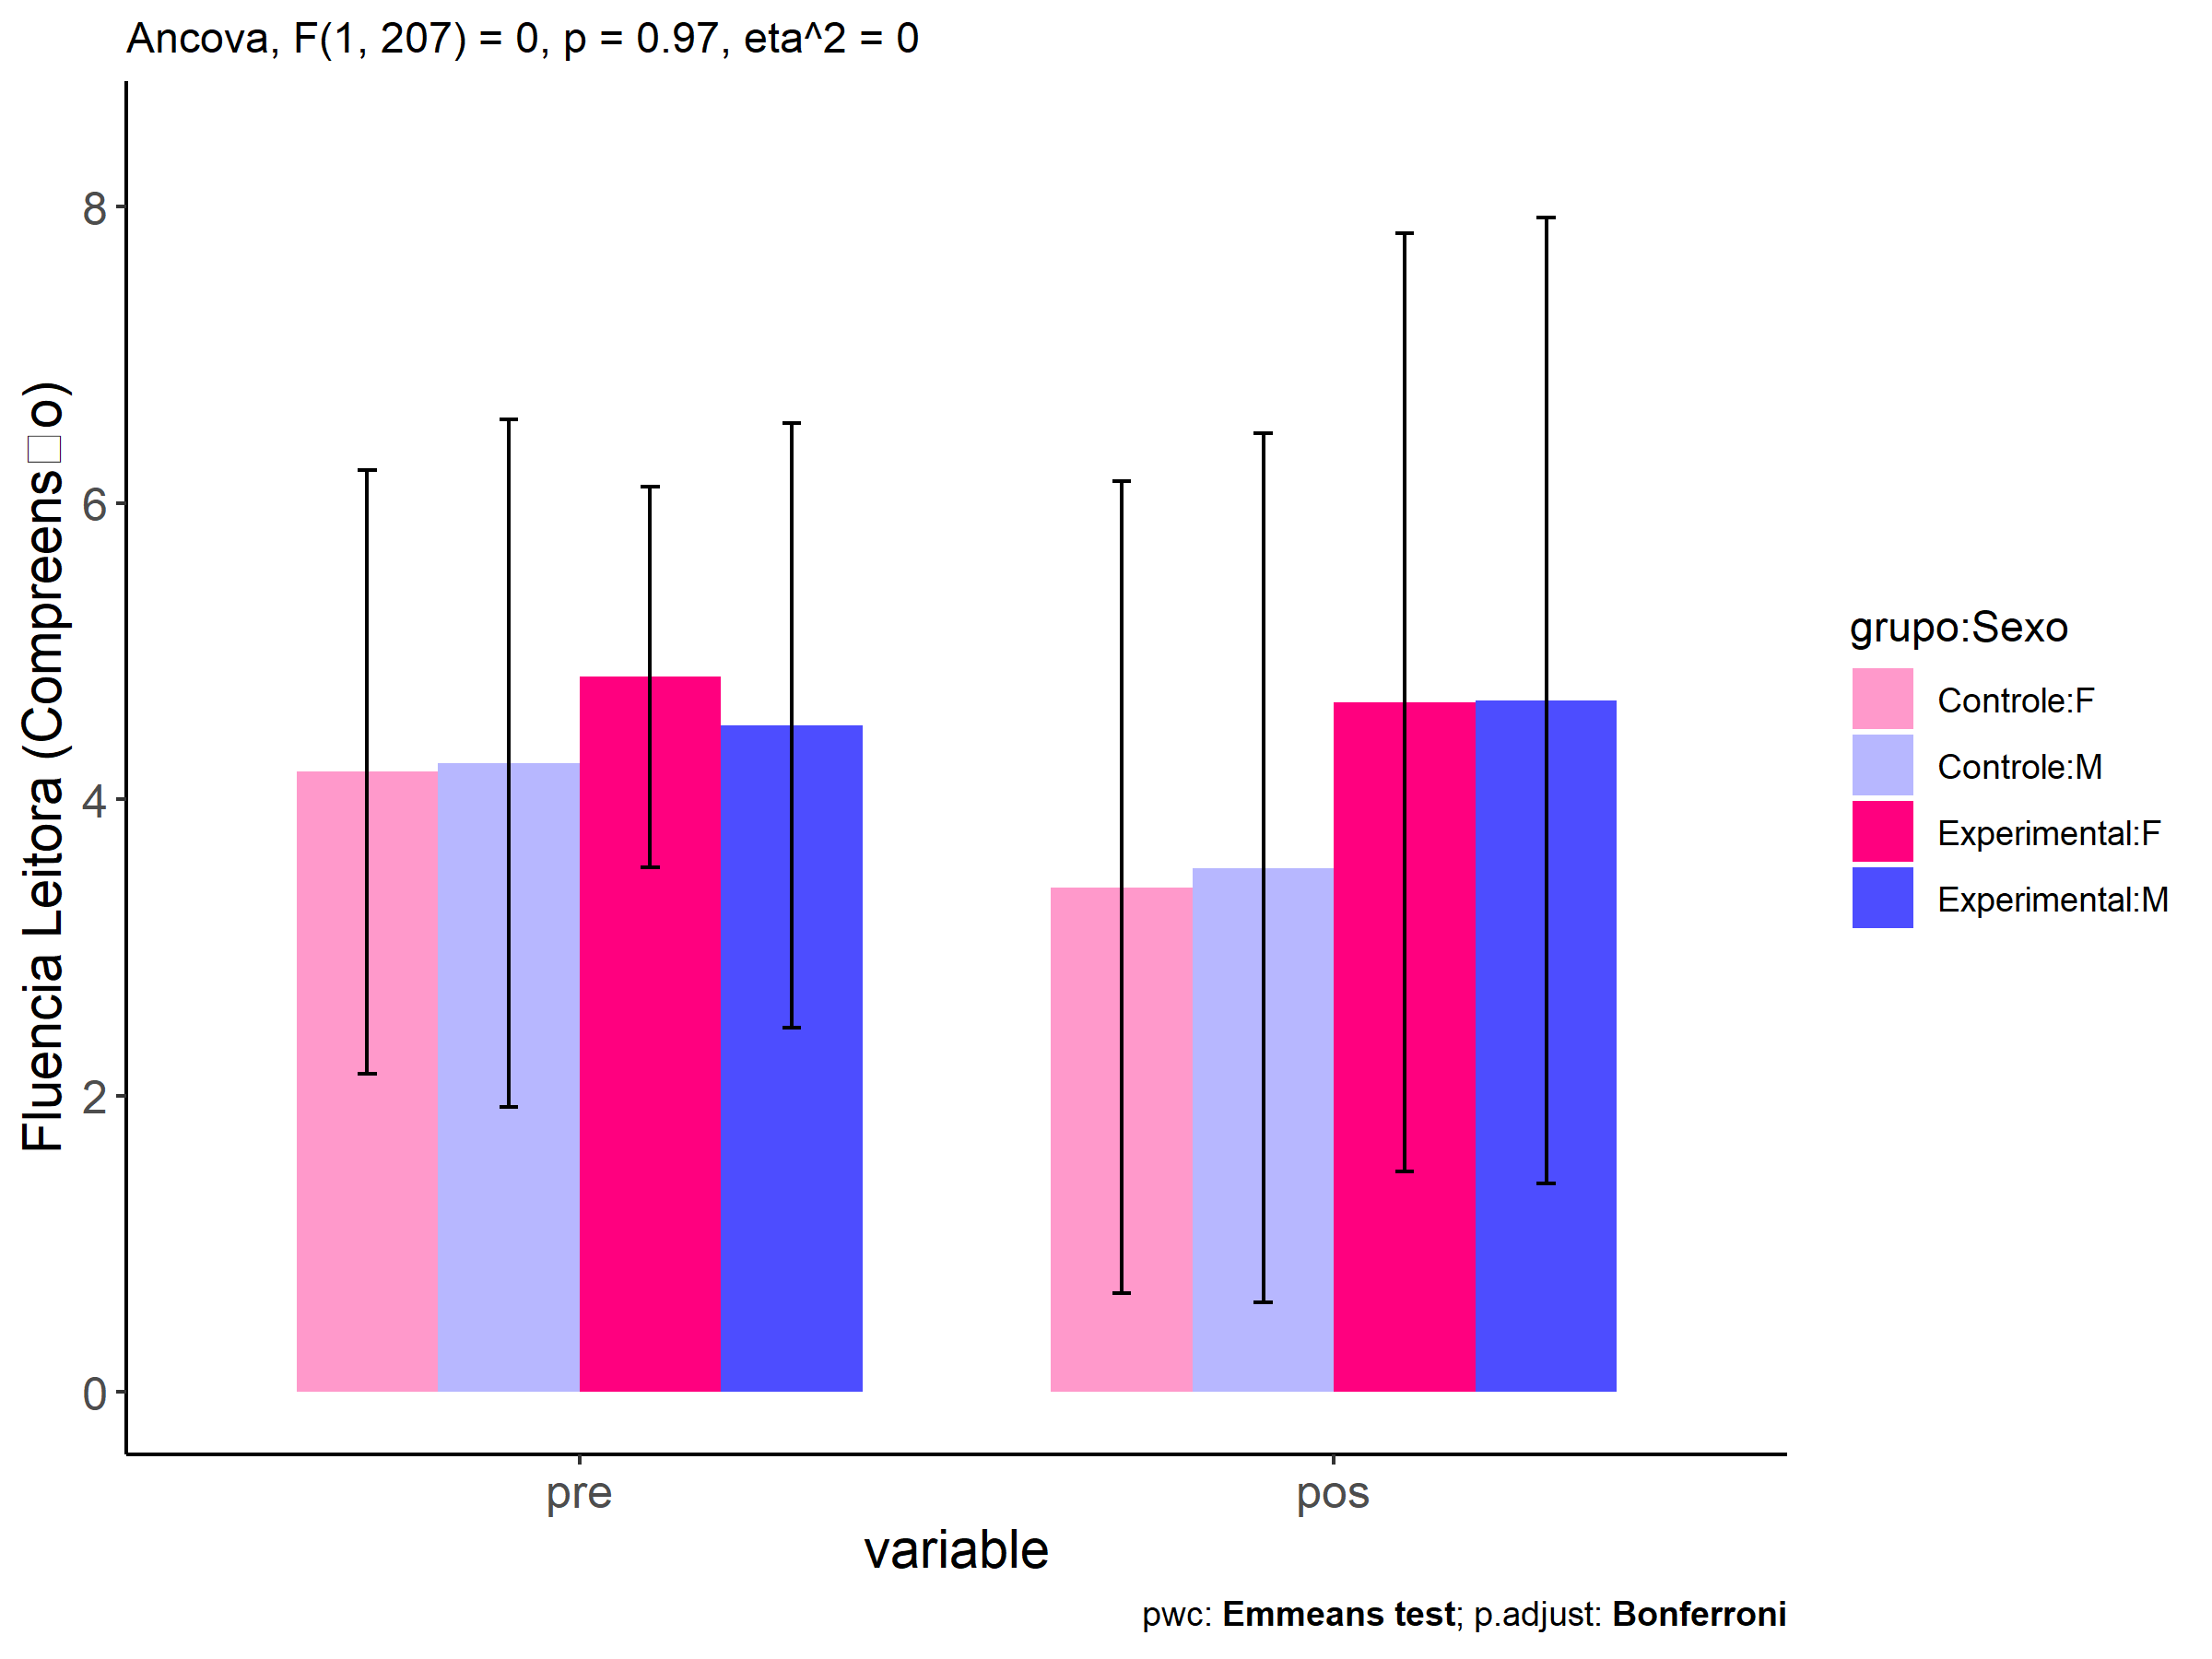 Ancova, F(1, 207) = 0, p = 0.97, eta^2 = 0
Fluencia Leitora (Compreens□o)
8
6
4
2
0
pre
pos
variable
grupo:Sexo
Controle:F
Controle:M
Experimental:F
Experimental:M
pwc: Emmeans test; p.adjust: Bonferroni